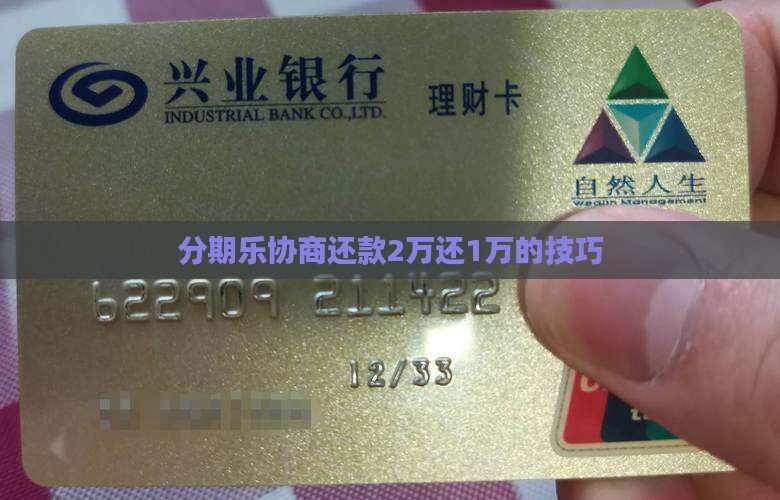 兴业银行
INDUSTRIAL BANK CO.,LTD.
理财卡
自然人生
Wealth Management
分期乐协商还款2万还1万的技巧
622909 211422
12/33